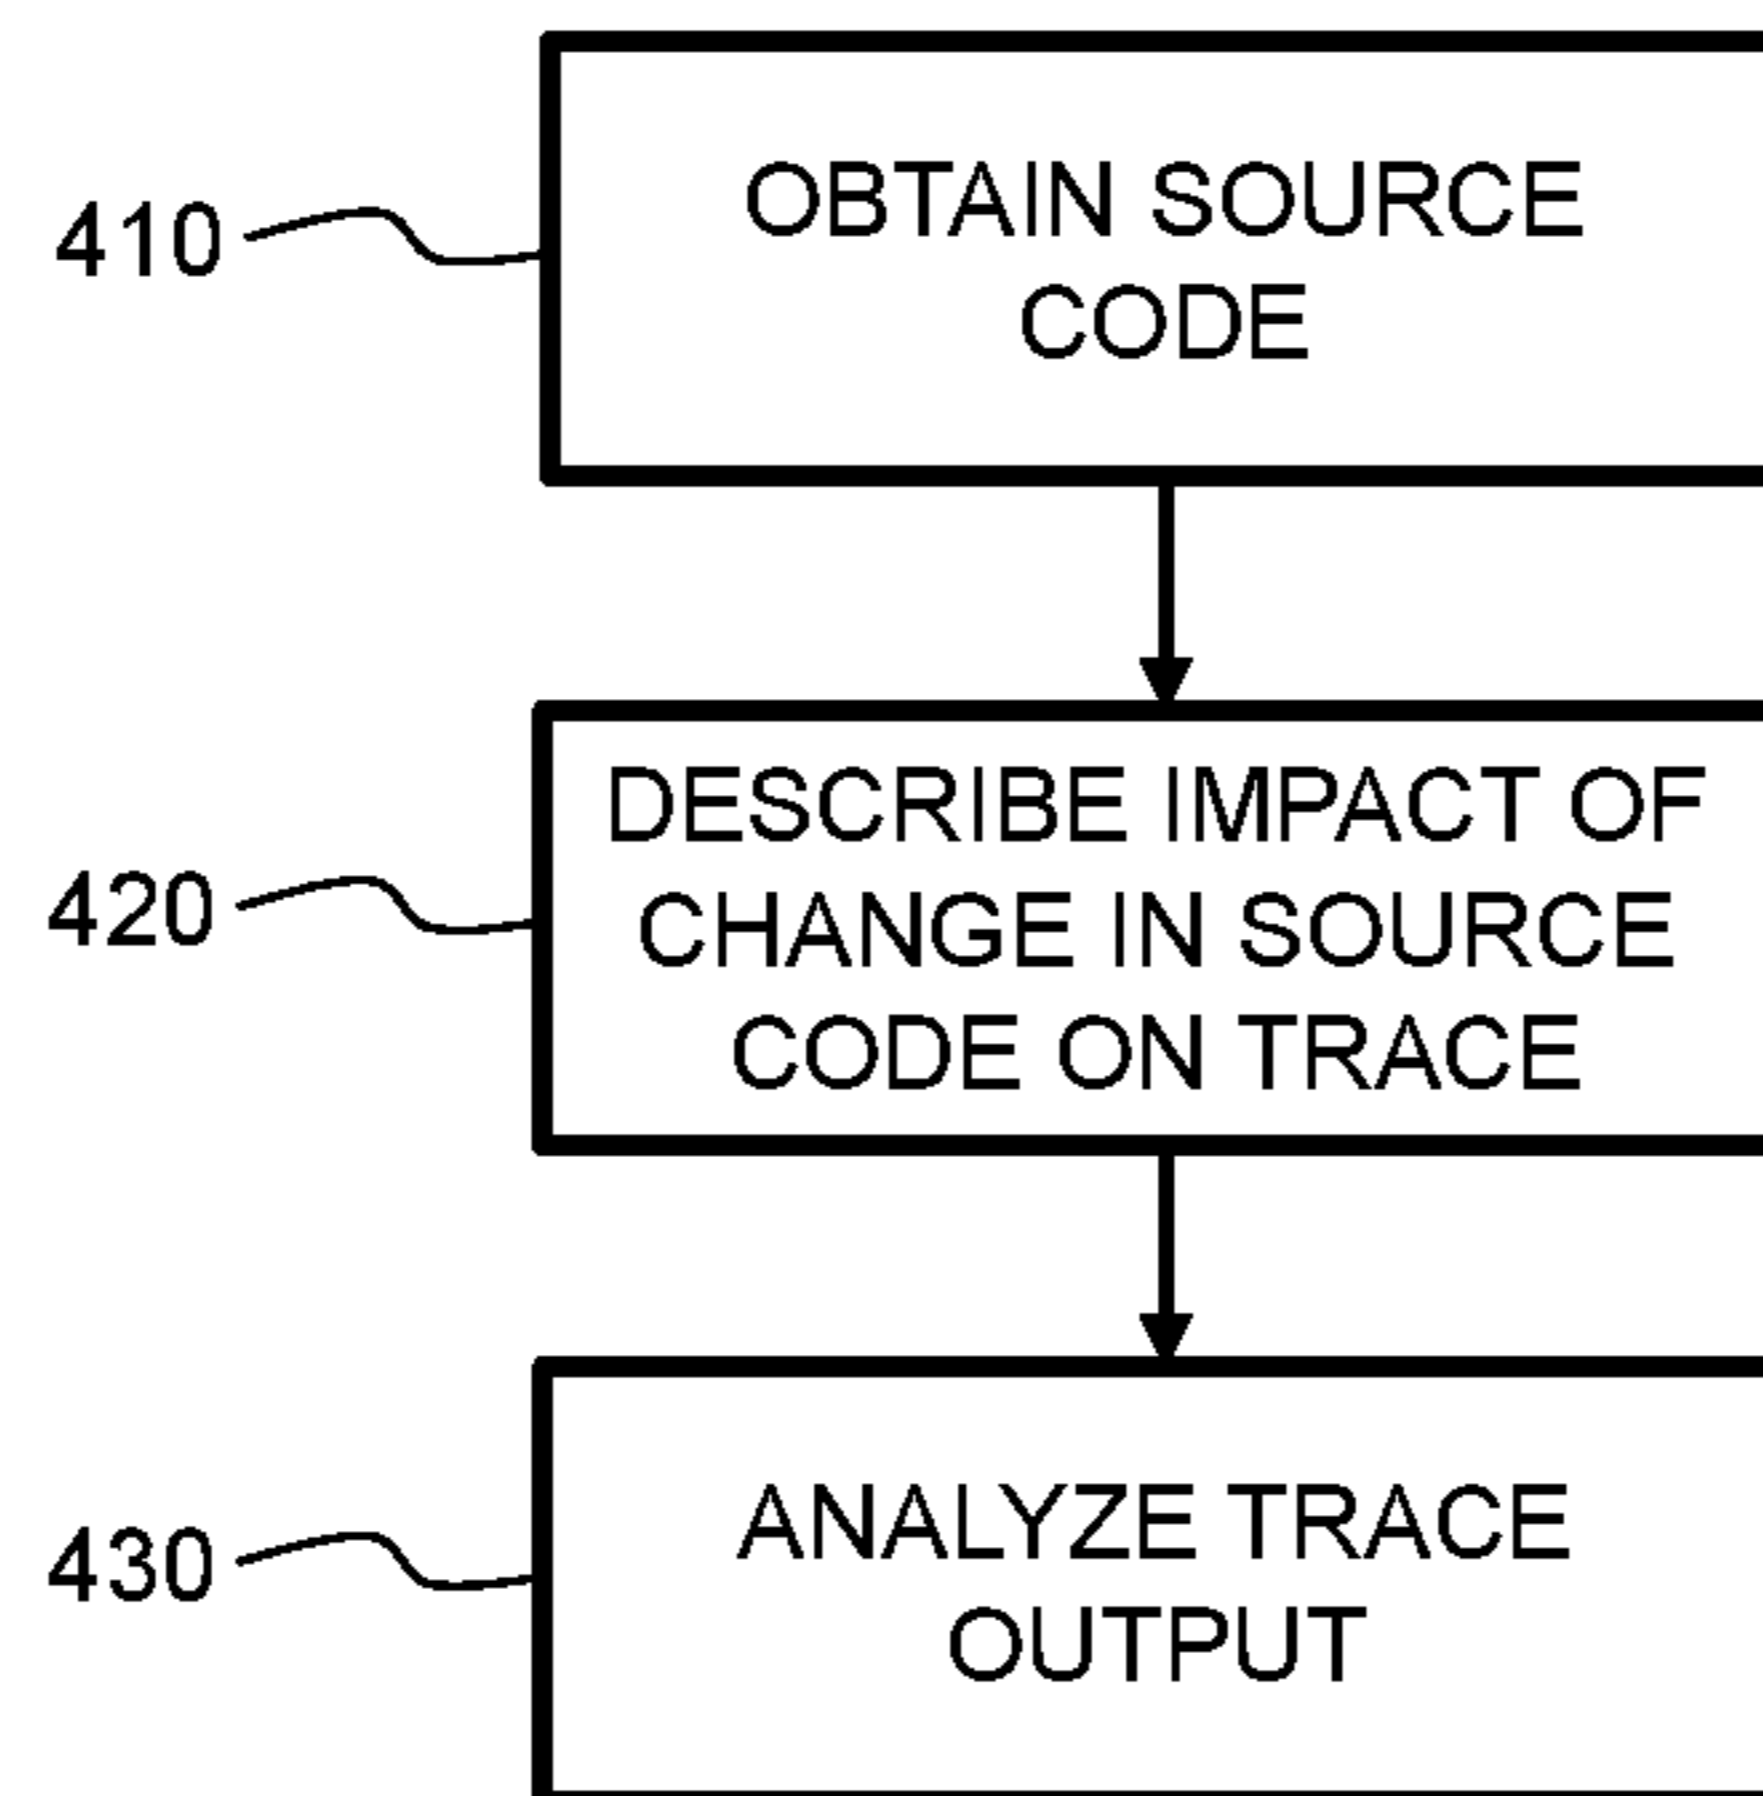 410
OBTAIN SOURCE
CODE
420
DESCRIBE IMPACT OF
CHANGE IN SOURCE
CODE ON TRACE
430
ANALYZE TRACE
OUTPUT